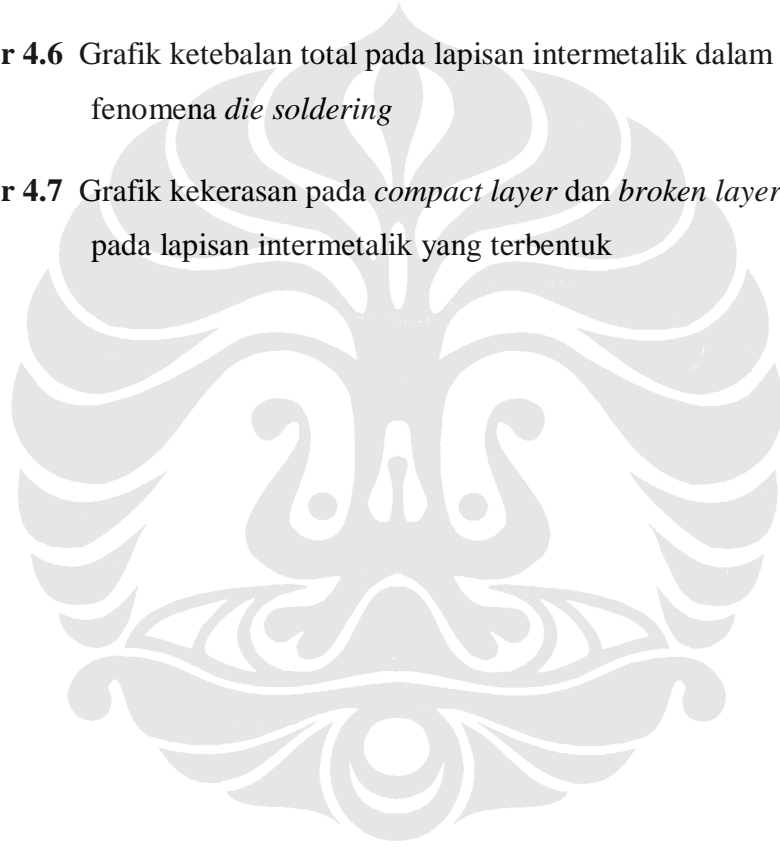 r 4.6 Grafik ketebalan total pada lapisan intermetalik dalam
fenomena die soldering
r 4.7 Grafik kekerasan pada compact layer dan broken layer
pada lapisan intermetalik yang terbentuk